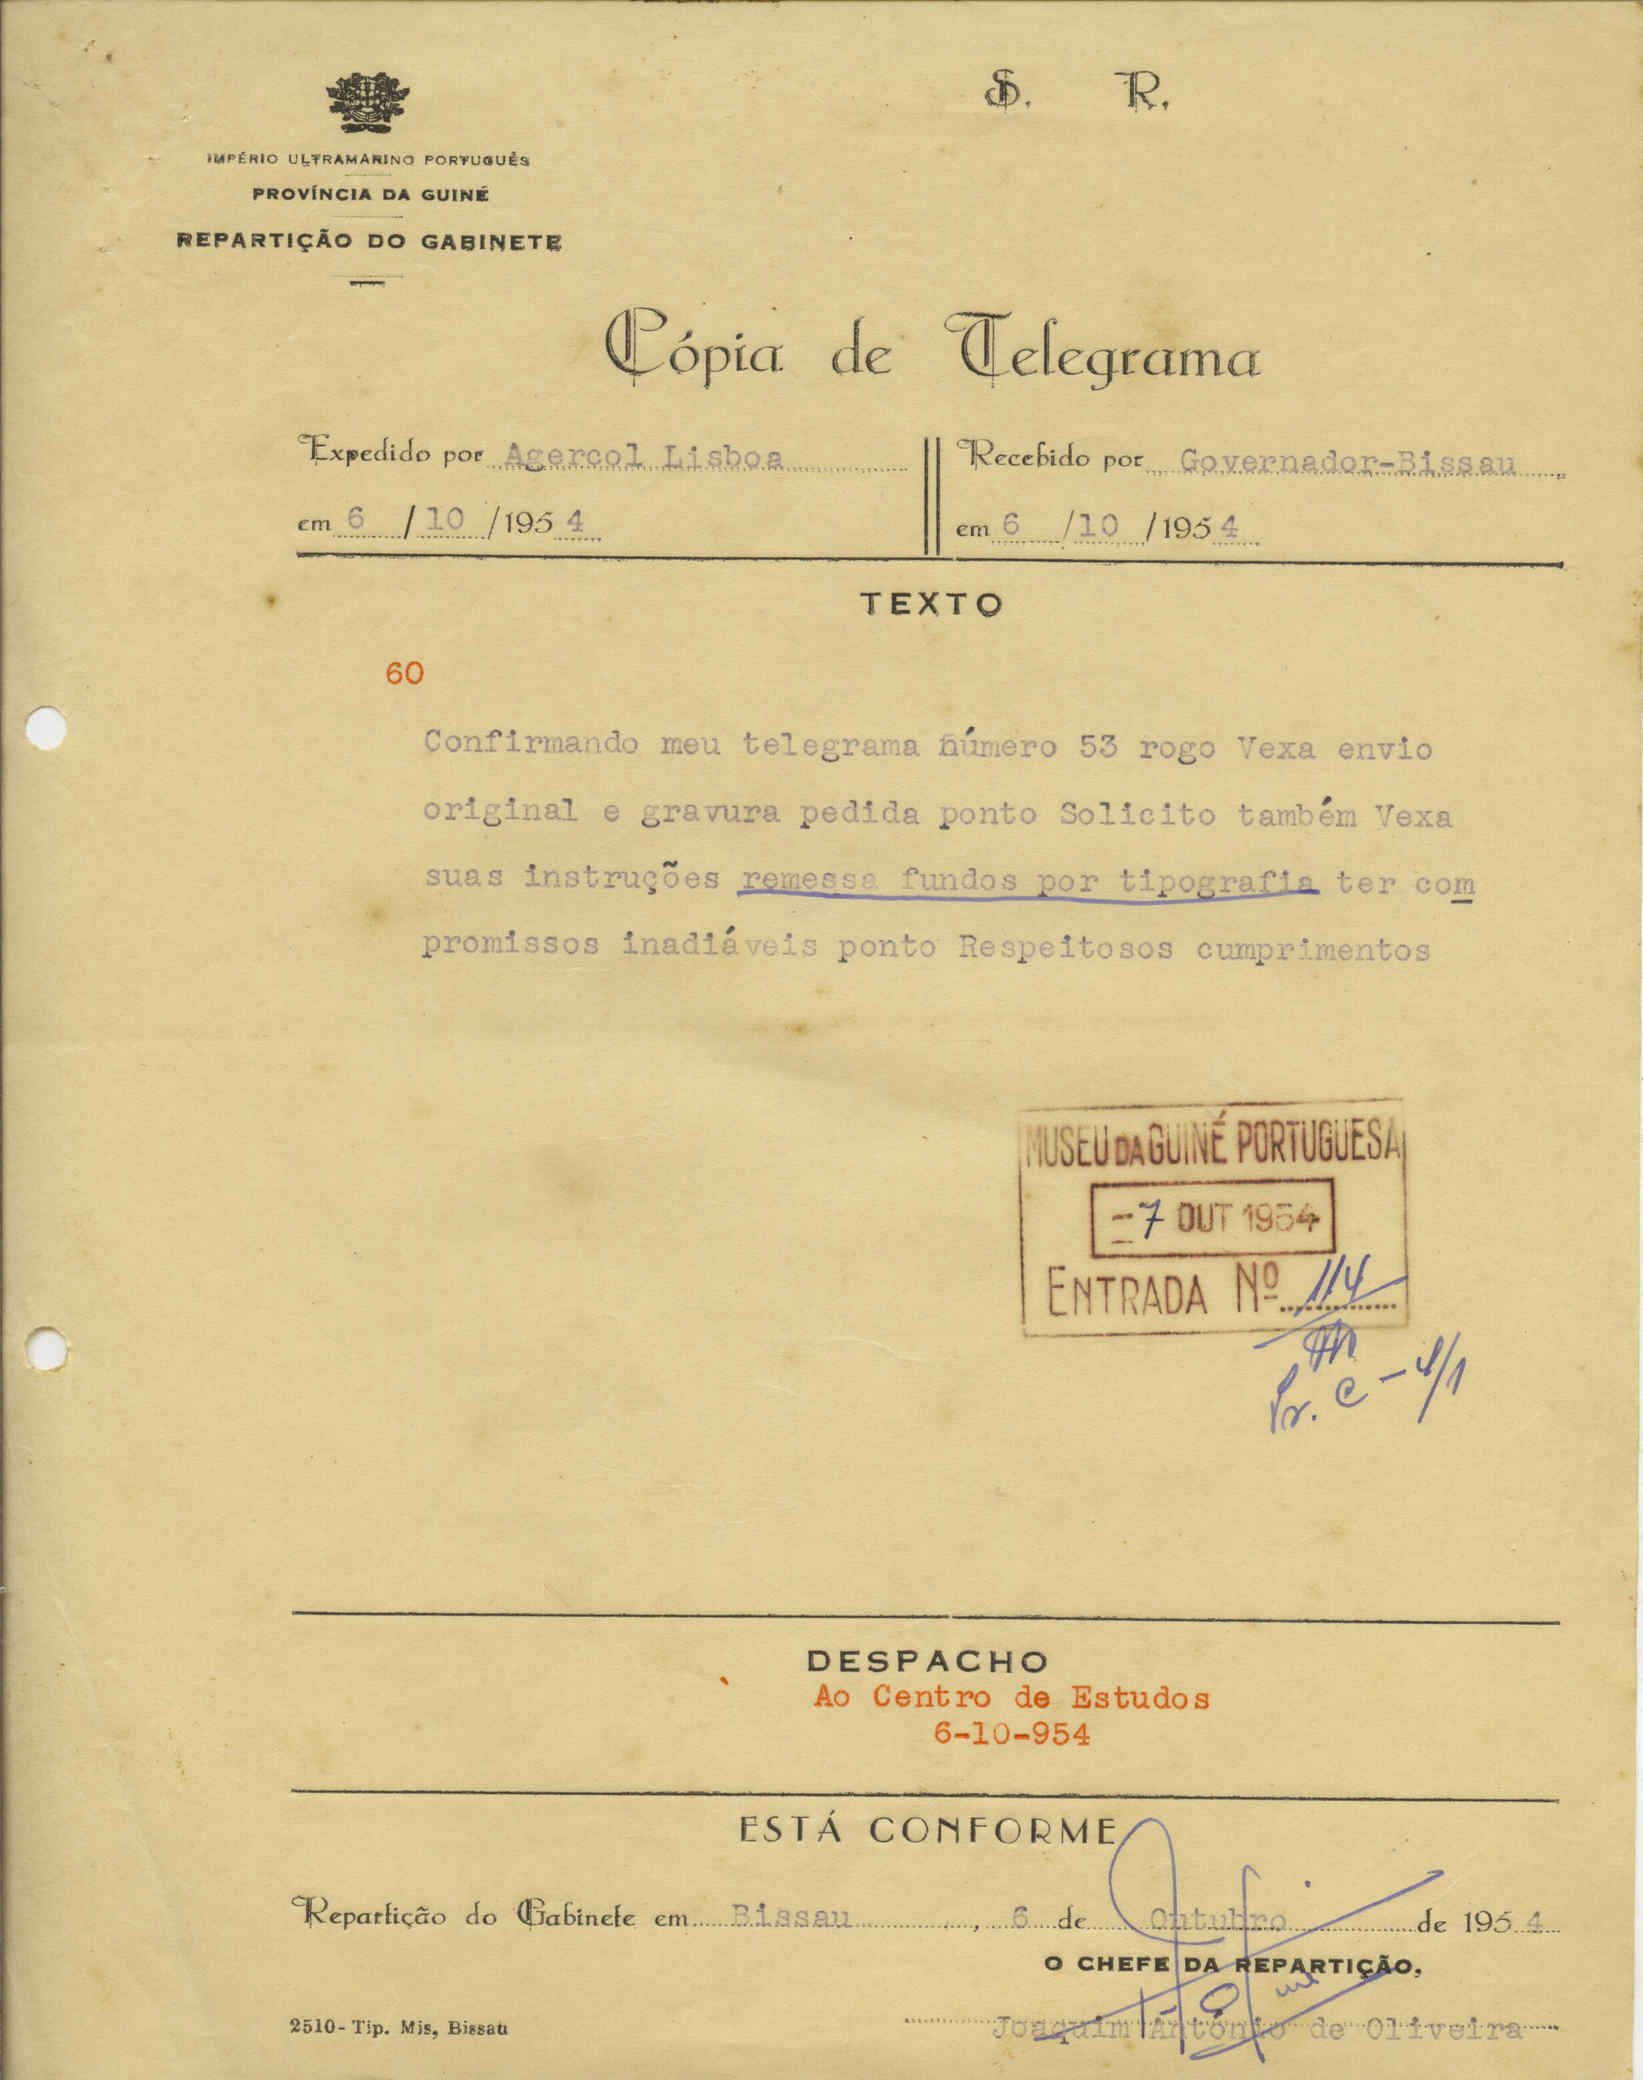 S. R.
IMPÉRIO ULTRAMARINO PORTUGUÊS
PROVÍNCIA DA GUINÉ
REPARTIÇÃO DO GABINETE
Cópia de Telegrama
Expedido por Agercol Lisboa
em 6 / 10 /1954
Recebido por Governador-Bissau
em 6 /10 /1954
TEXTO
60
Confirmando meu telegrama número 53 rogo Vexa envio
original e gravura pedida ponto Solicito também Vexa
suas instruções remessa fundos por tipografia ter com
promissos inadiáveis ponto Respeitosos cumprimentos
MUSEU DA GUINÉ PORTUGUESA
-7 OUT 1954
ENTRADA Nº 114
Pr. C - 4/1
DESPACHO
Ao Centro de Estudos
6-10-954
ESTÁ CONFORME
Repartição do Gabinete em Bissau, 6 de Outubro de 1954
O CHEFE DA REPARTIÇÃO,
Joaquim António de Oliveira
2510- Tip. Mis, Bissau